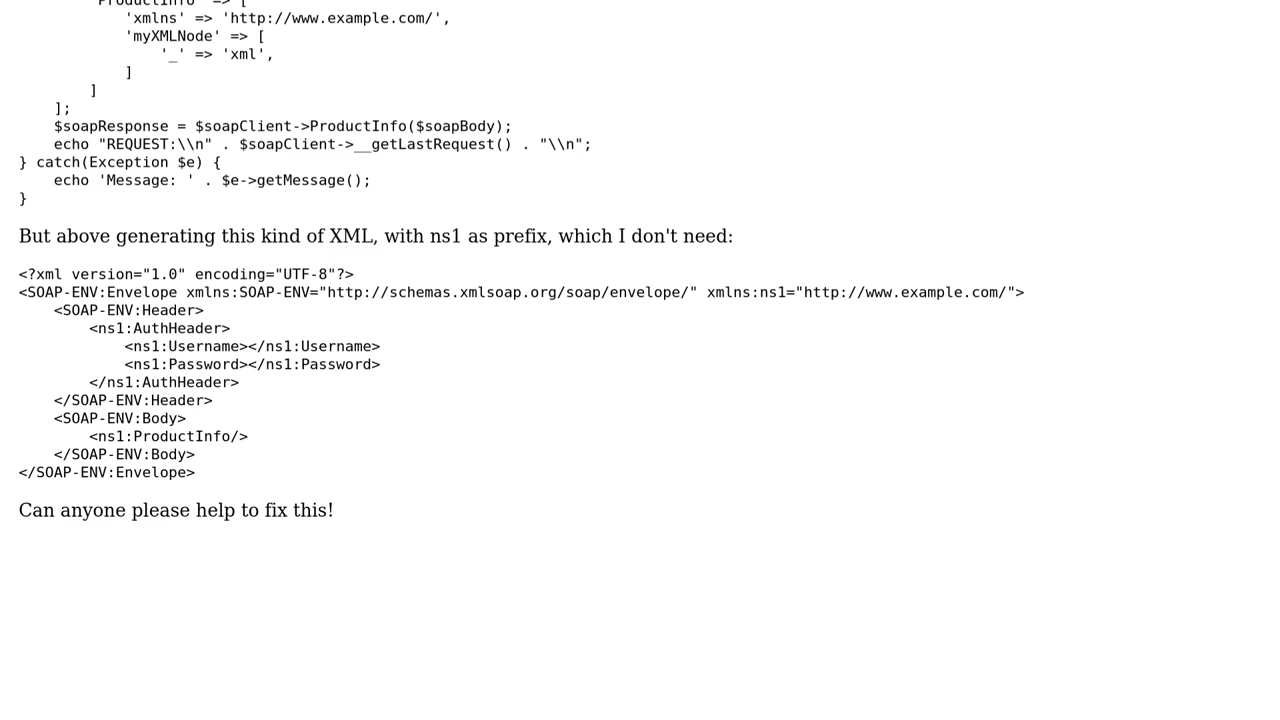 'ProductInfo' => [
'xmlns' => 'http://www.example.com/',
'myXMLNode' => [
'_' => 'xml',
]
]
];
$soapResponse = $soapClient->ProductInfo($soapBody);
echo "REQUEST:\\n" . $soapClient->__getLastRequest() . "\\n";
} catch(Exception $e) {
echo 'Message: ' . $e->getMessage();
}
But above generating this kind of XML, with ns1 as prefix, which I don't need:
<?xml version="1.0" encoding="UTF-8"?>
<SOAP-ENV:Envelope xmlns:SOAP-ENV="http://schemas.xmlsoap.org/soap/envelope/" xmlns:ns1="http://www.example.com/">
<SOAP-ENV:Header>
<ns1:AuthHeader>
<ns1:Username></ns1:Username>
<ns1:Password></ns1:Password>
</ns1:AuthHeader>
</SOAP-ENV:Header>
<SOAP-ENV:Body>
<ns1:ProductInfo/>
</SOAP-ENV:Body>
</SOAP-ENV:Envelope>
Can anyone please help to fix this!